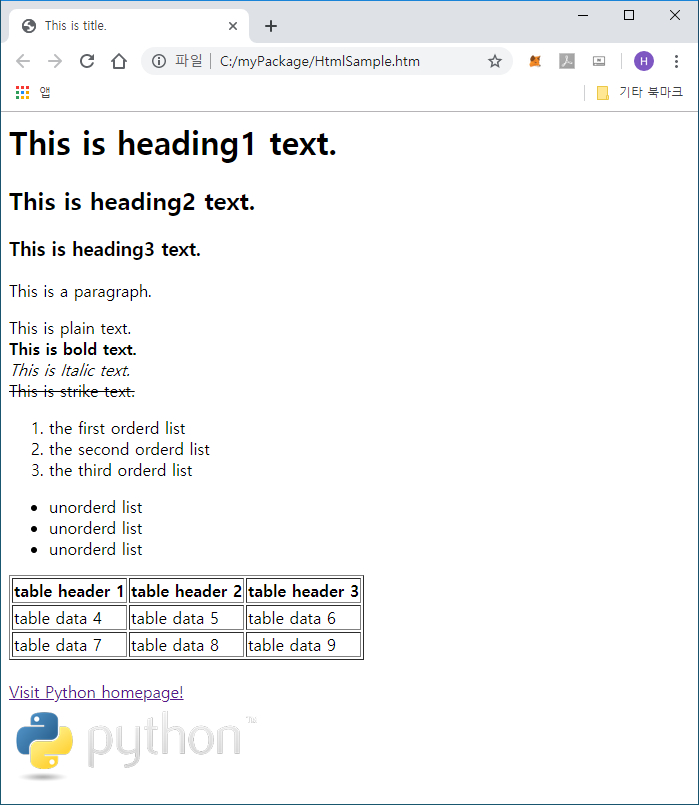 This is title.
파일 | C:/myPackage/HtmlSample.htm
H
앱
기타 북마크
This is heading1 text.
This is heading2 text.
This is heading3 text.
This is a paragraph.
This is plain text.
This is bold text.
This is Italic text.
This is strike text.
1. the first orderd list
2. the second orderd list
3. the third orderd list
• unorderd list
• unorderd list
• unorderd list
table header 1 table header 2 table header 3
table data 4 table data 5 table data 6
table data 7 table data 8 table data 9
Visit Python homepage!
python™